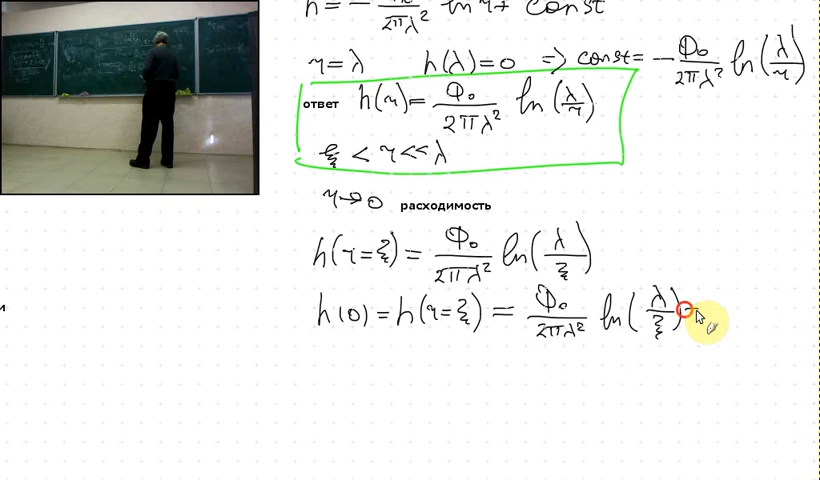 h = - Φ₀/2πλ² ln r + const
r = λ h(λ) = 0 => const = - Φ₀/2πλ² ln(λ/r)
ответ h(r) = Φ₀/2πλ² ln(λ/r)
ξ < r << λ
r → 0 расходимость
h(r=ξ) = Φ₀/2πλ² ln(λ/ξ)
и
h(0) = h(r=ξ) = Φ₀/2πλ² ln(λ/ξ) -